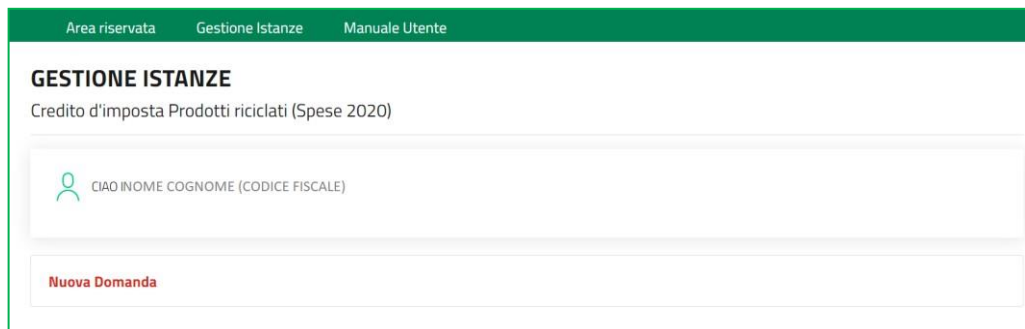 Area riservata Gestione Istanze Manuale Utente
GESTIONE ISTANZE
Credito d'imposta Prodotti riciclati (Spese 2020)
CIAO INOME COGNOME (CODICE FISCALE)
Nuova Domanda